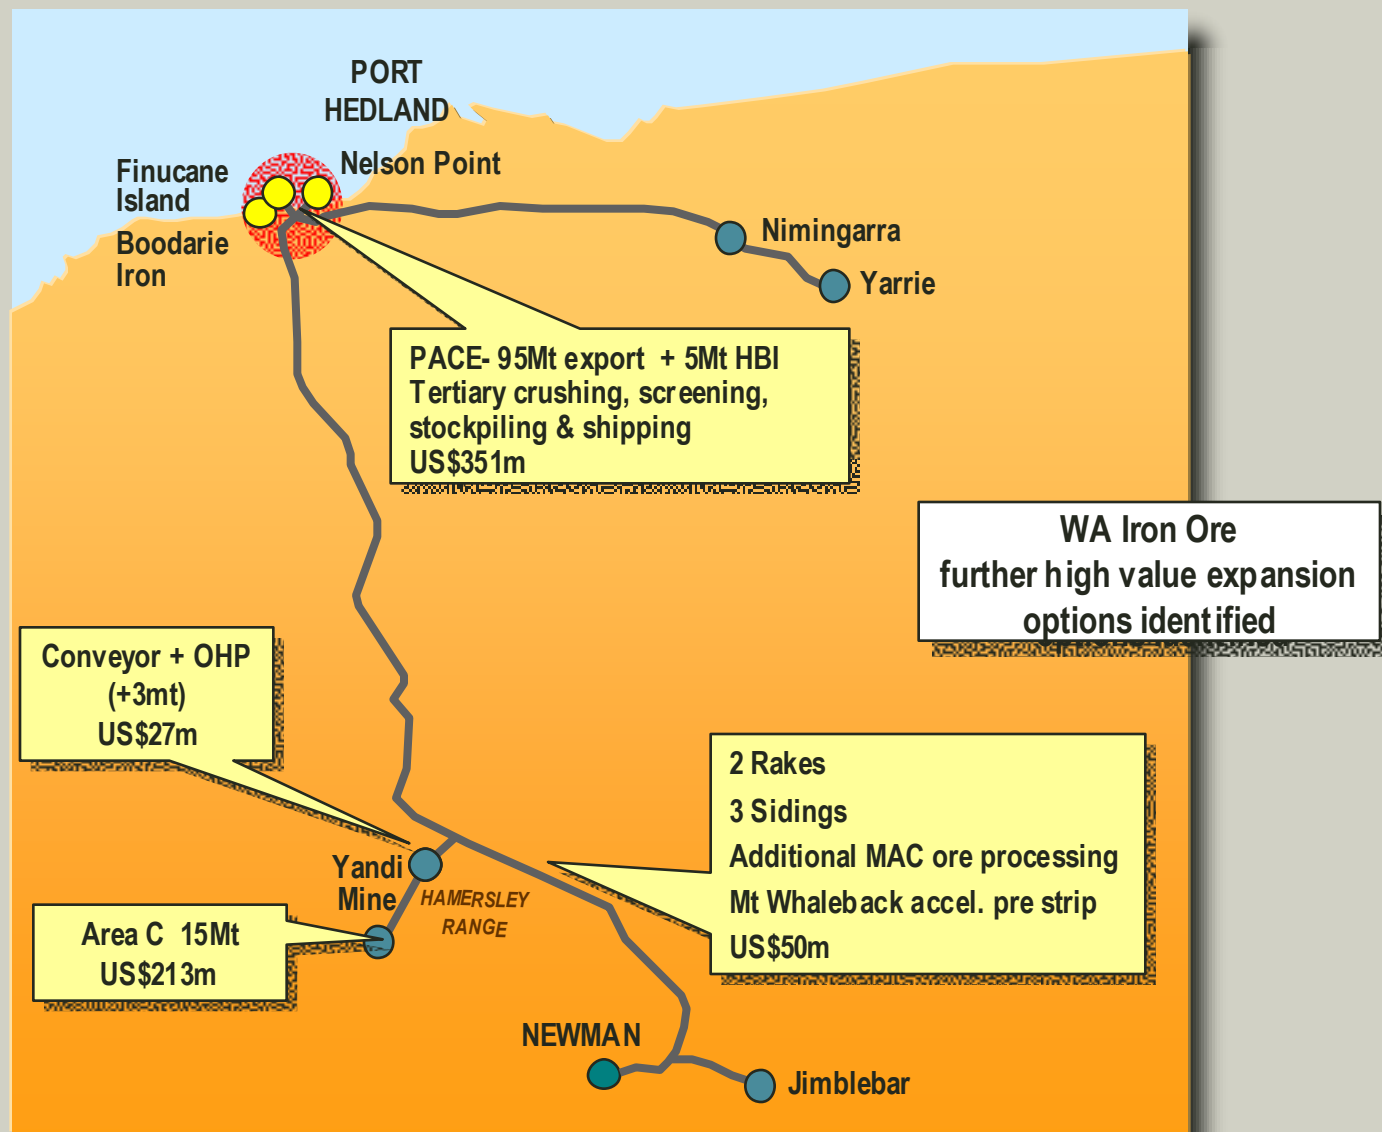 PORT
HEDLAND
Nelson Point
Finucane
Island
Boodarie
Iron
Nimingarra
Yarrie
PACE- 95Mt export + 5Mt HBI
Tertiary crushing, screening,
stockpiling & shipping
US$351m
WA Iron Ore
further high value expansion
options identified
Conveyor + OHP
(+3mt)
US$27m
2 Rakes
3 Sidings
Additional MAC ore processing
Mt Whaleback accel. pre strip
US$50m
Yandi
Mine
HAMERSLEY
RANGE
Area C 15Mt
US$213m
NEWMAN
Jimblebar